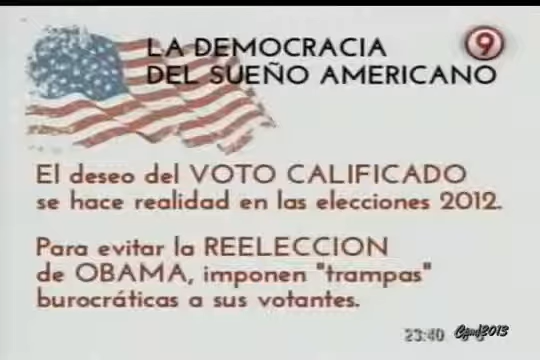 LA DEMOCRACIA
9
DEL SUEÑO AMERICANO
El deseo del VOTO CALIFICADO
se hace realidad en las elecciones 2012.
Para evitar la REELECCION
de OBAMA, imponen "trampas"
burocráticas a sus votantes.
23:40